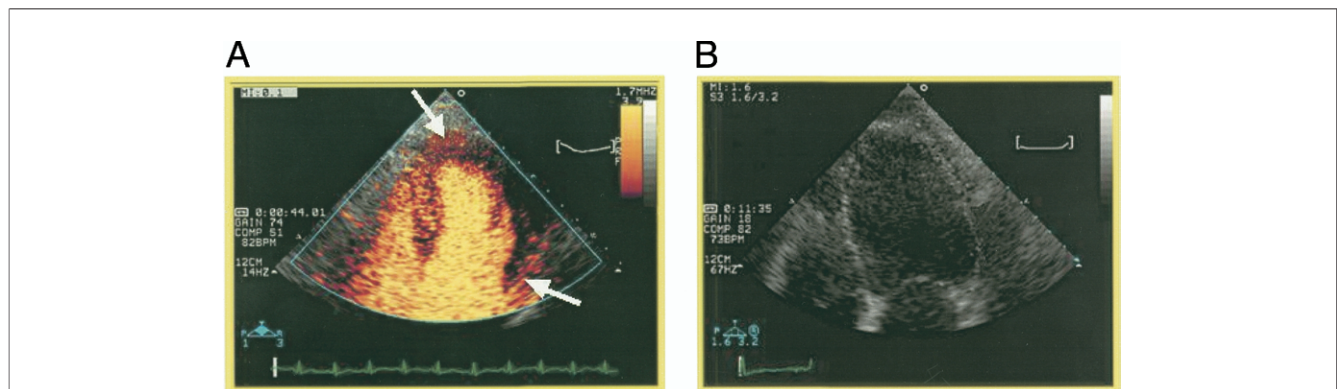 A
B
MI:0.1
1.7MHZ
3.9
0:00:44.01
GAIN 74
COMP 51
82BPM
12CM
14HZ
P R
1 3
MI:1.6
S3 1.6/3.2
0:11:35
GAIN 18
COMP 82
73BPM
12CM
67HZ
P R
1.6 3.2